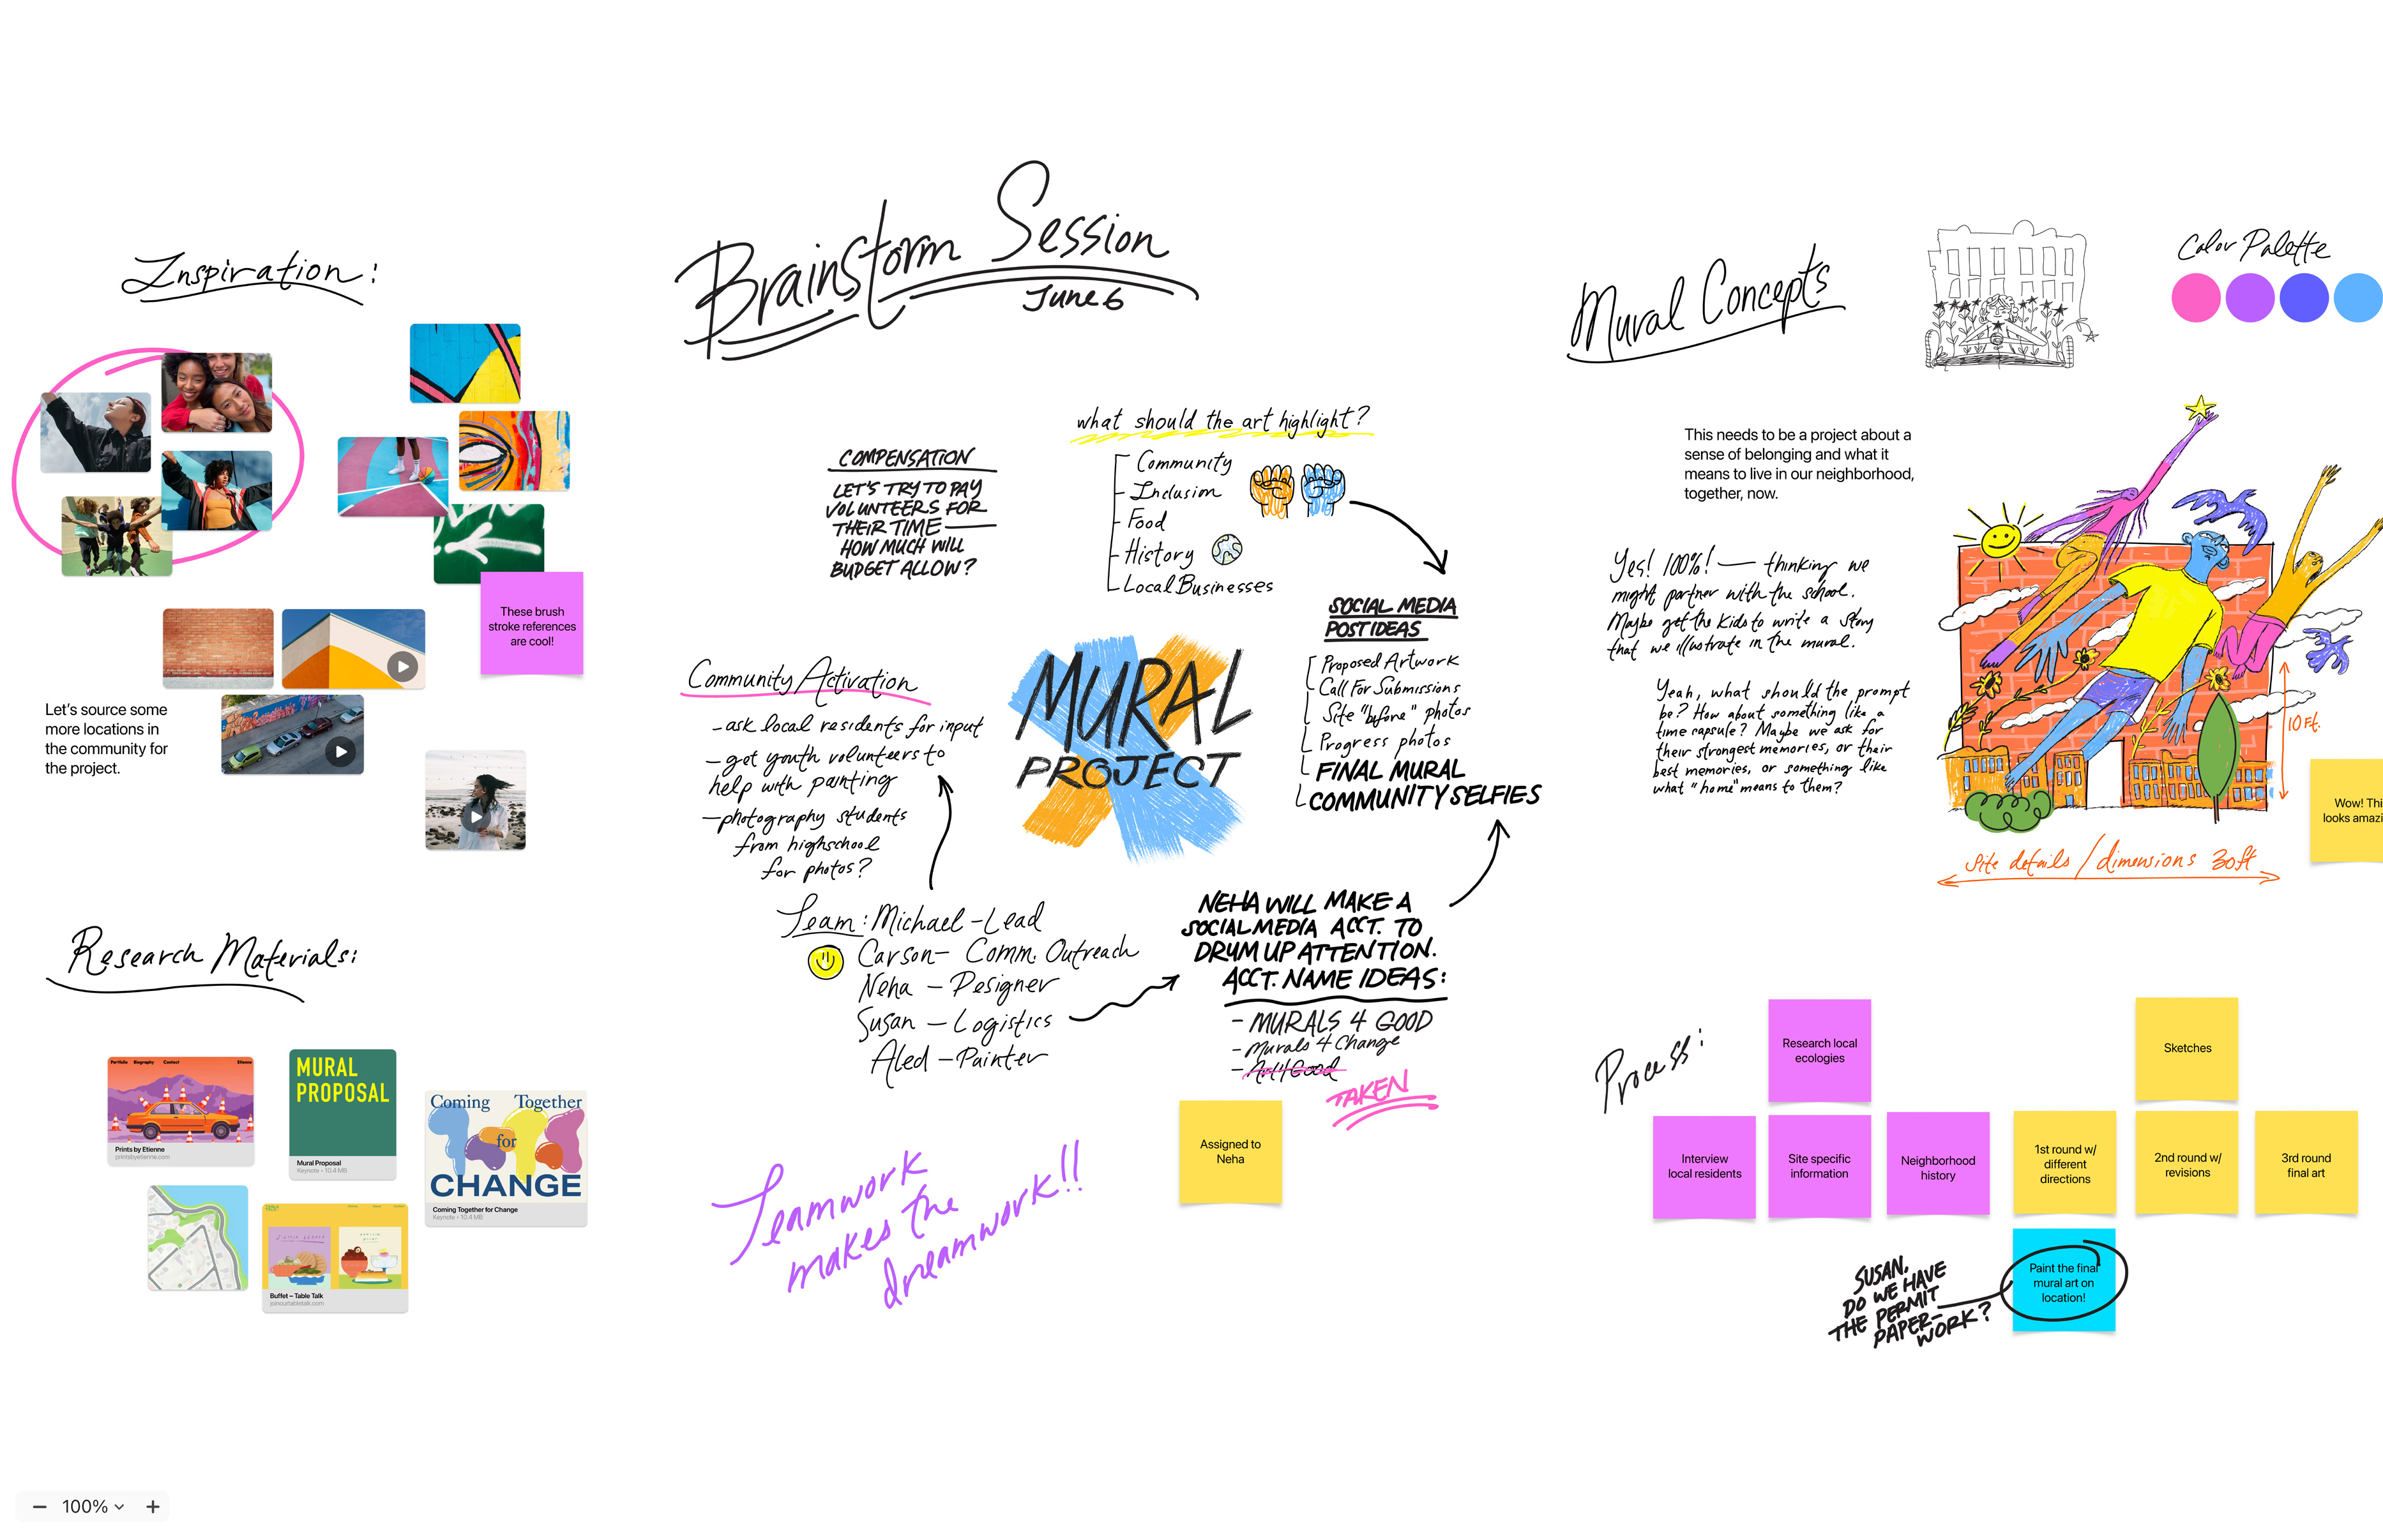 Inspiration:
These brush
stroke references
are cool!
Let's source some
more locations in
the community for
the project.
Research Materials:
Portfolio Biography Contact Etienne
Prints by Etienne
printsbyetienne.com
MURAL
PROPOSAL
Mural Proposal
Keynote • 10.4 MB
Coming Together
for
CHANGE
Coming Together for Change
Keynote • 10.4 MB
Buffet – Table Talk
joinourtabletalk.com
Brainstorm Session
June 6
COMPENSATION
LET'S TRY TO PAY
VOLUNTEERS FOR
THEIR TIME —
HOW MUCH WILL
BUDGET ALLOW?
what should the art highlight?
Community
Inclusion
Food
History
Local Businesses
SOCIAL MEDIA
POST IDEAS
Proposed Artwork
Call For Submissions
Site "before" photos
Progress photos
FINAL MURAL
COMMUNITY SELFIES
Community Activation
- ask local residents for input
- get youth volunteers to
help with painting
- photography students
from highschool
for photos?
MURAL
PROJECT
Team: Michael - Lead
Carson - Comm. Outreach
Neha - Designer
Susan - Logistics
Aled - Painter
NEHA WILL MAKE A
SOCIAL MEDIA ACCT. TO
DRUM UP ATTENTION.
ACCT. NAME IDEAS:
- MURALS 4 GOOD
- Murals 4 Change
- Art4Good
TAKEN
Assigned to
Neha
Teamwork
makes the
dreamwork!!
Mural Concepts
Color Palette
This needs to be a project about a
sense of belonging and what it
means to live in our neighborhood,
together, now.
Yes! 100%! — thinking we
might partner with the school.
Maybe get the kids to write a story
that we illustrate in the mural.
Yeah, what should the prompt
be? How about something like a
time capsule? Maybe we ask for
their strongest memories, or their
best memories, or something like
what "home" means to them?
10 Ft.
Site details / dimensions 30ft
Wow! Thi
looks amazi
Process:
Research local
ecologies
Interview
local residents
Site specific
information
Neighborhood
history
Sketches
1st round w/
different
directions
2nd round w/
revisions
3rd round
final art
Paint the final
mural art on
location!
SUSAN,
DO WE HAVE
THE PERMIT
PAPER-
WORK?
100%